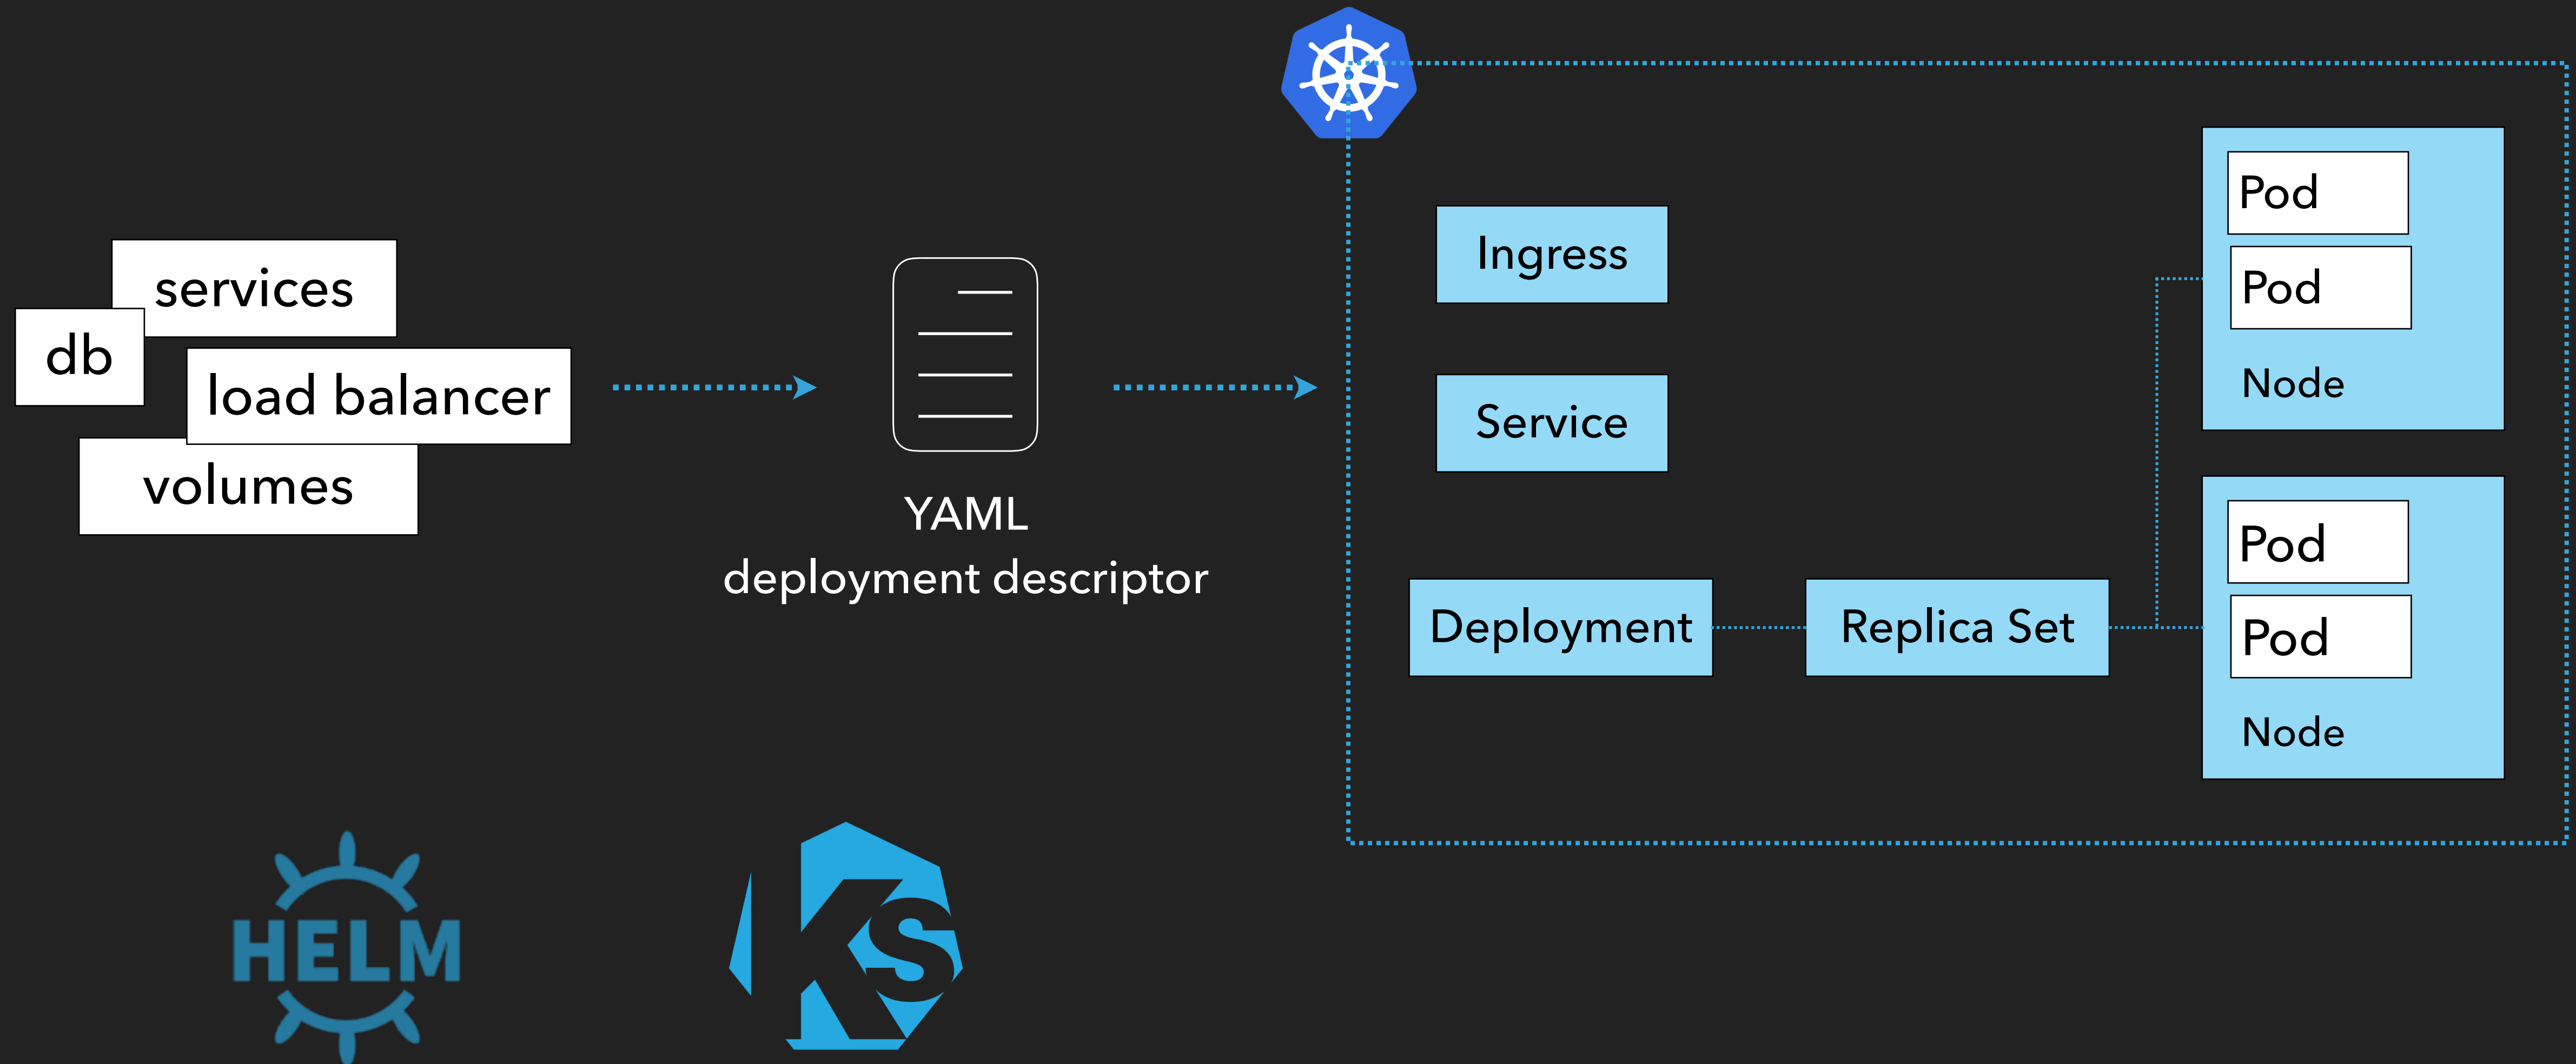 services
db
load balancer
volumes
YAML
deployment descriptor
Ingress
Service
Deployment
Replica Set
Pod
Pod
Node
Pod
Pod
Node
HELM
Ks